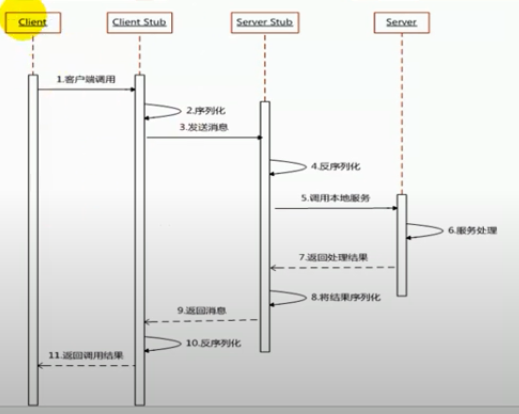 Client
Client Stub
Server Stub
Server
1.客户端调用
2.序列化
3.发送消息
4.反序列化
5.调用本地服务
6.服务处理
7.返回处理结果
8.将结果序列化
9.返回消息
10.反序列化
11.返回调用结果